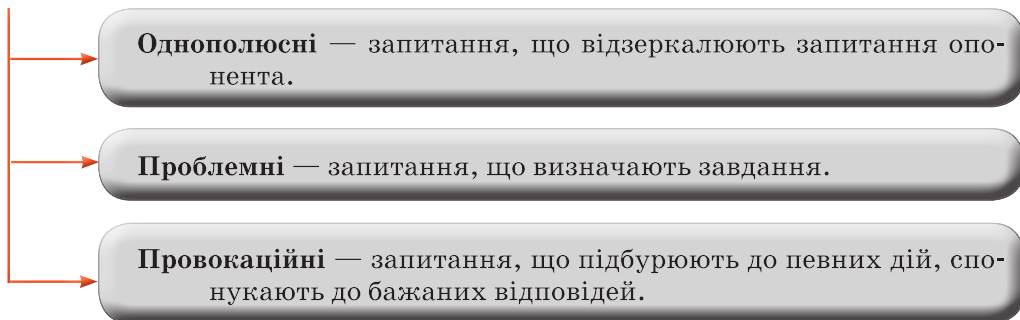 Однополюсні — запитання, що відзеркалюють запитання опо-
нента.
Проблемні — запитання, що визначають завдання.
Провокаційні — запитання, що підбурюють до певних дій, спо-
нукають до бажаних відповідей.